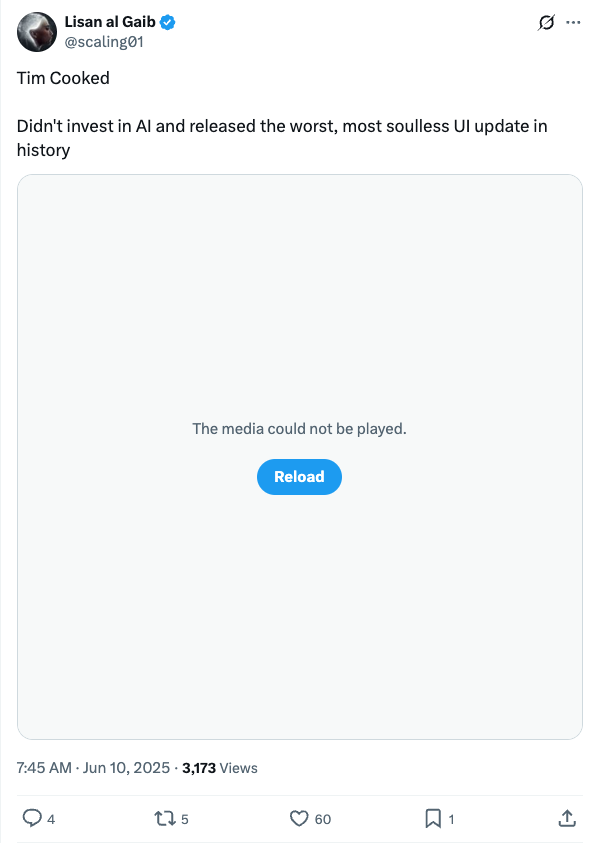 Lisan al Gaib
@scaling01
Tim Cooked
Didn't invest in AI and released the worst, most soulless UI update in
history
The media could not be played.
Reload
7:45 AM · Jun 10, 2025 · 3,173 Views
4 5 60 1